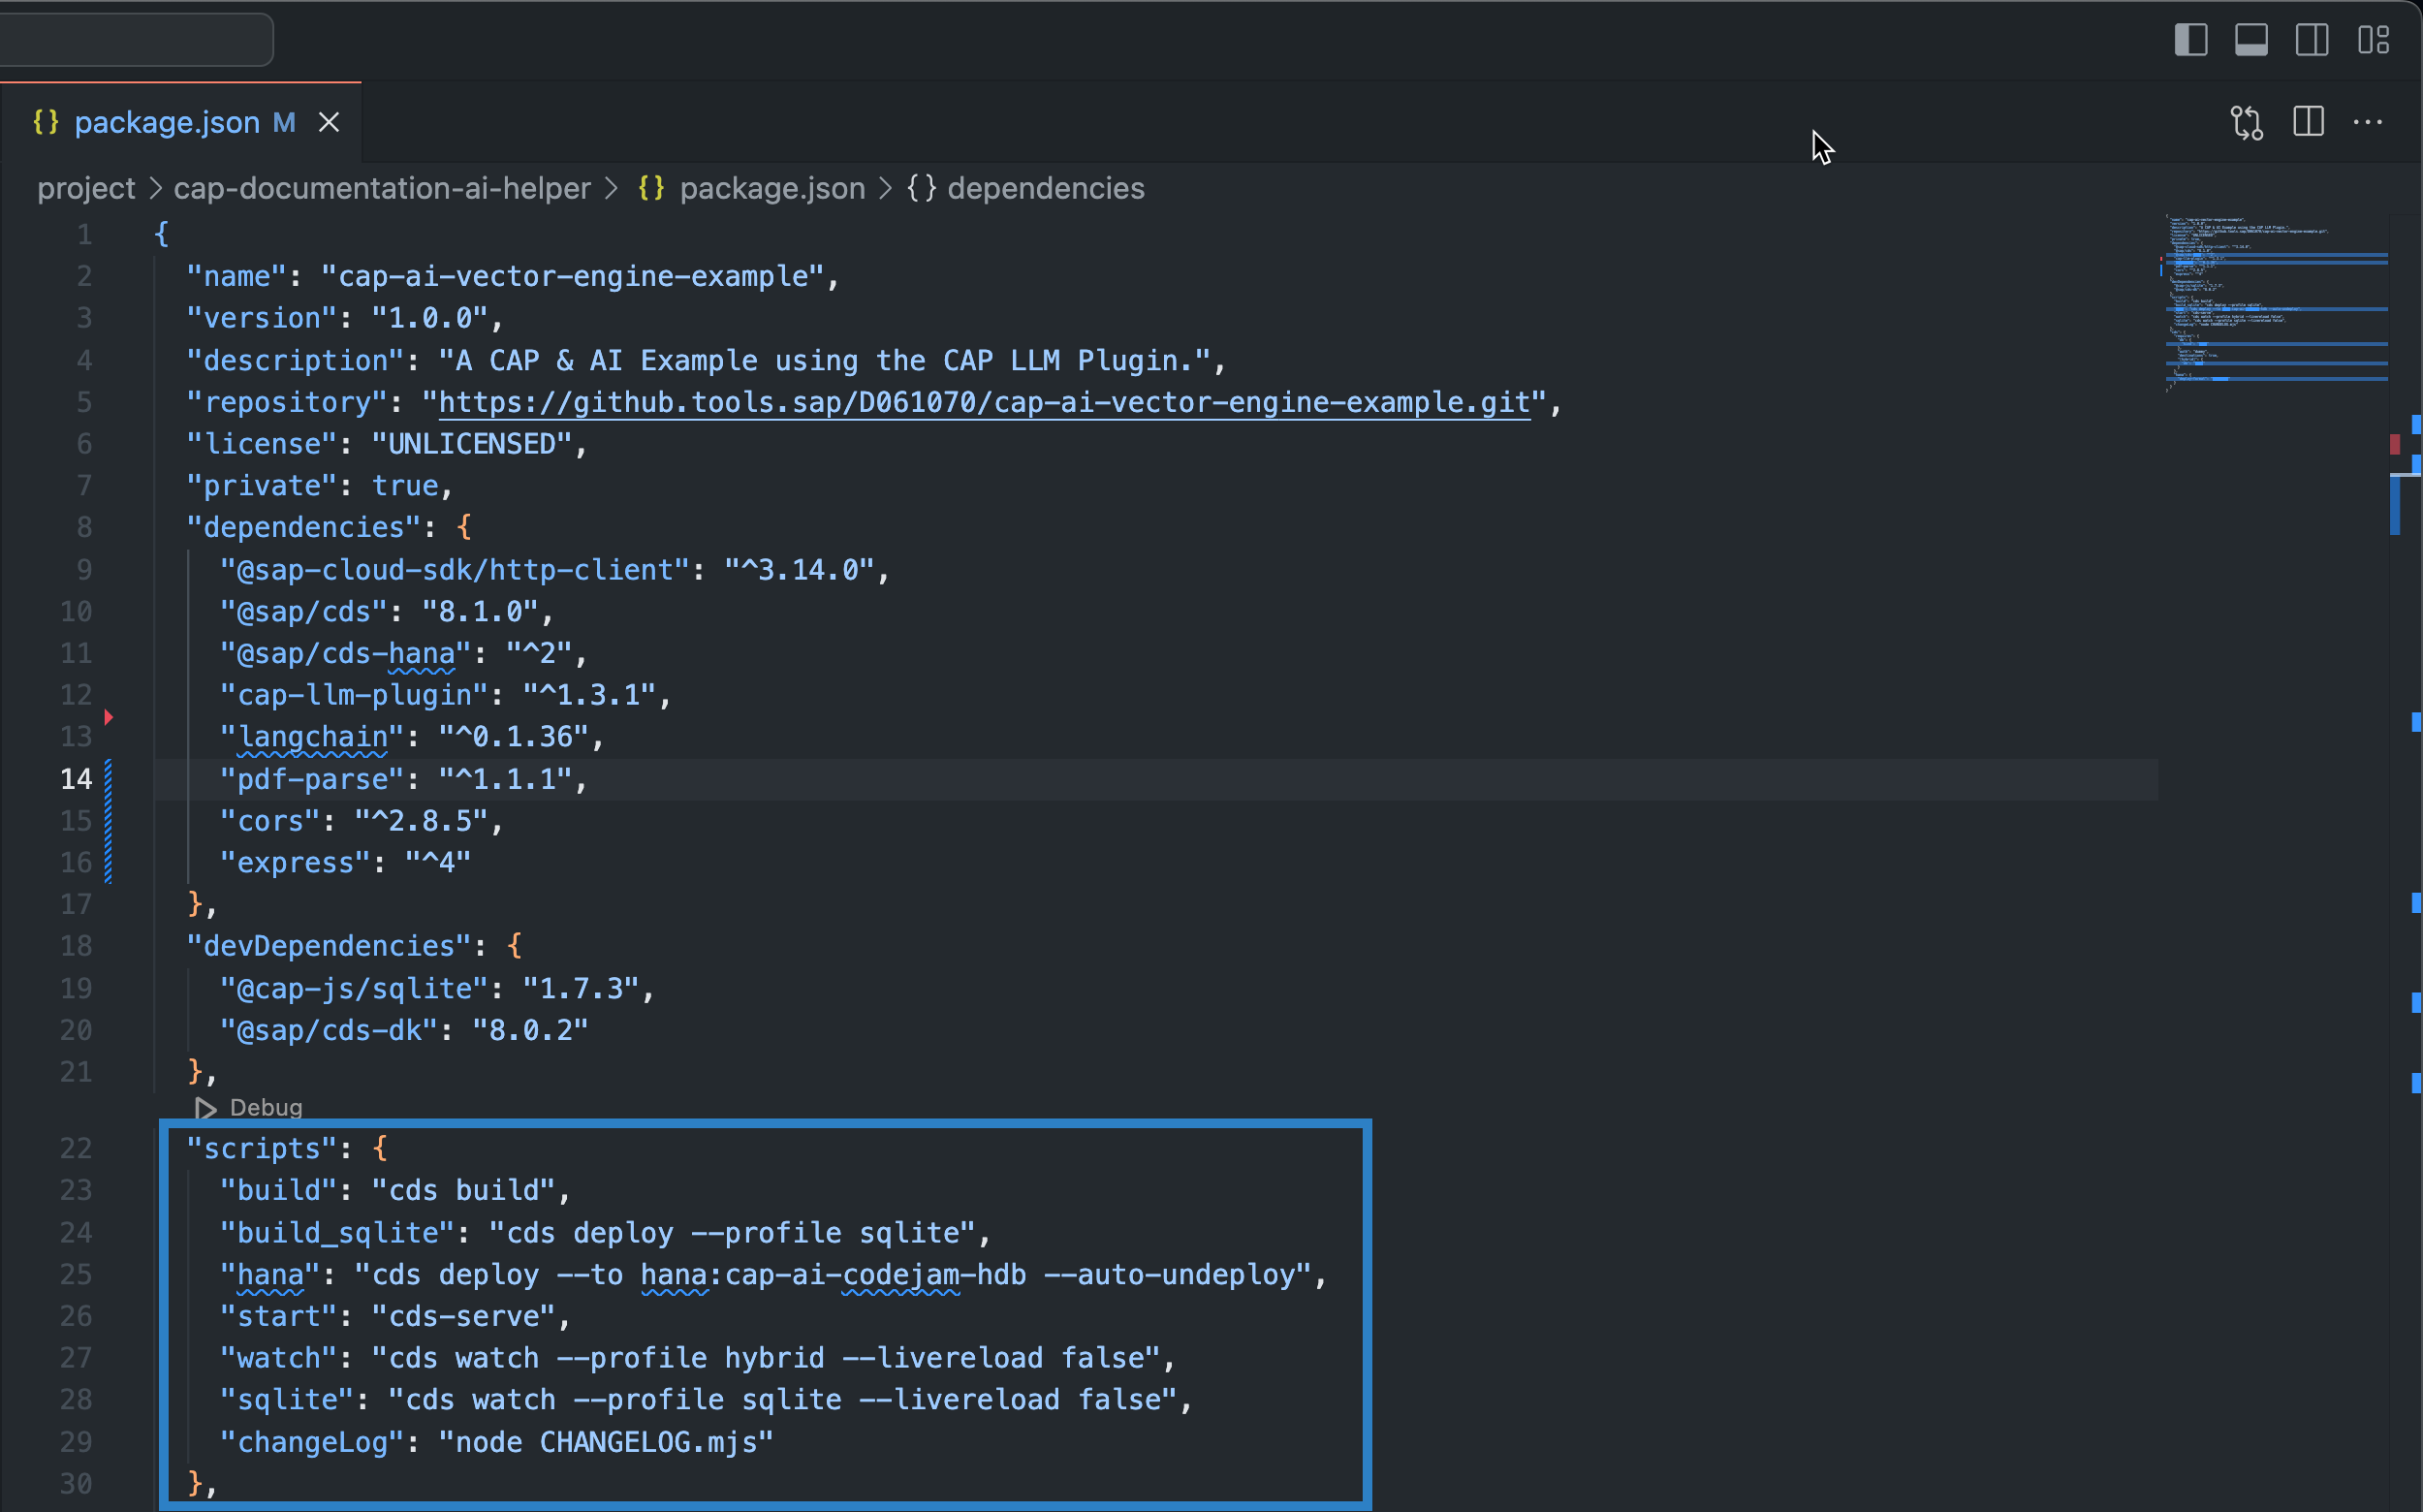 package.json M
project > cap-documentation-ai-helper > {} package.json > {} dependencies
1 {
2 "name": "cap-ai-vector-engine-example",
3 "version": "1.0.0",
4 "description": "A CAP & AI Example using the CAP LLM Plugin.",
5 "repository": "https://github.tools.sap/D061070/cap-ai-vector-engine-example.git",
6 "license": "UNLICENSED",
7 "private": true,
8 "dependencies": {
9 "@sap-cloud-sdk/http-client": "^3.14.0",
10 "@sap/cds": "8.1.0",
11 "@sap/cds-hana": "^2",
12 "cap-llm-plugin": "^1.3.1",
13 "langchain": "^0.1.36",
14 "pdf-parse": "^1.1.1",
15 "cors": "^2.8.5",
16 "express": "^4"
17 },
18 "devDependencies": {
19 "@cap-js/sqlite": "1.7.3",
20 "@sap/cds-dk": "8.0.2"
21 },
Debug
22 "scripts": {
23 "build": "cds build",
24 "build_sqlite": "cds deploy --profile sqlite",
25 "hana": "cds deploy --to hana:cap-ai-codejam-hdb --auto-undeploy",
26 "start": "cds-serve",
27 "watch": "cds watch --profile hybrid --livereload false",
28 "sqlite": "cds watch --profile sqlite --livereload false",
29 "changeLog": "node CHANGELOG.mjs"
30 },